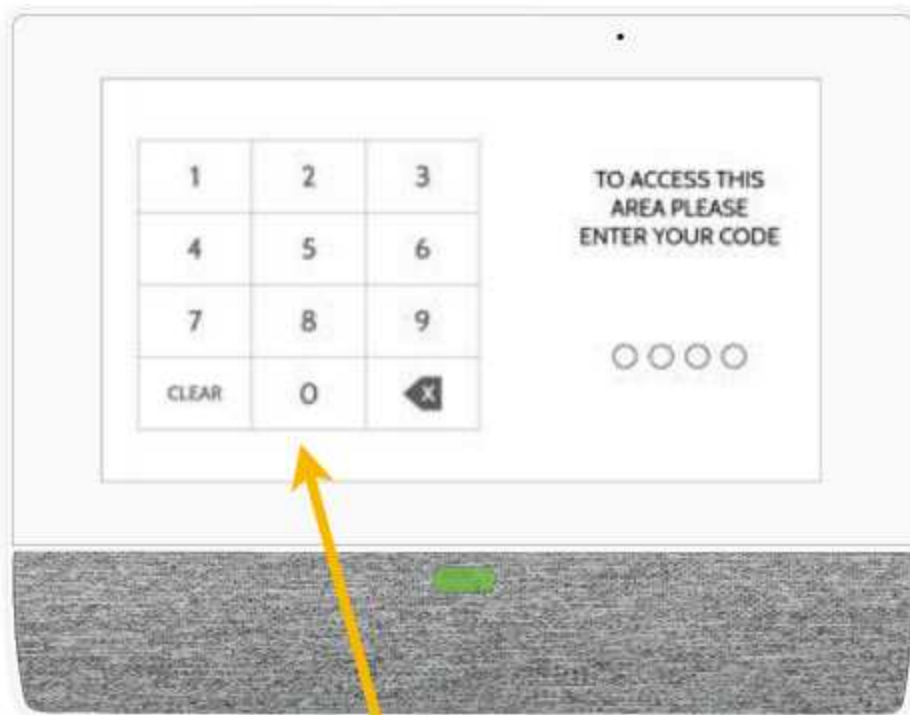 1 2 3
4 5 6
7 8 9
CLEAR 0 X
TO ACCESS THIS
AREA PLEASE
ENTER YOUR CODE